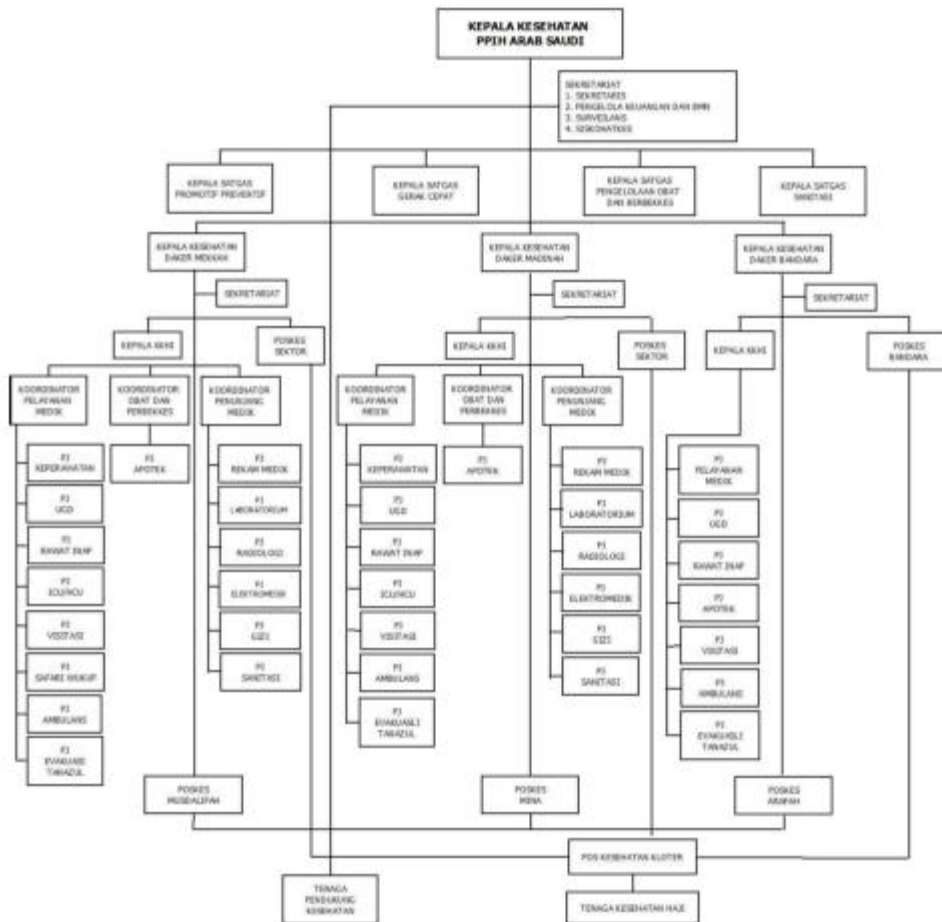 KEPALA KESEHATAN
PPIH ARAB SAUDI
SEKRETARIAT
1. SEKRETARIS
2. PENGELOLA KEUANGAN DAN BMN
3. SURVEILANS
4. SISKOHATKES
KEPALA SATGAS
PROMOTIF PREVENTIF
KEPALA SATGAS
GERAK CEPAT
KEPALA SATGAS
PENGELOLAAN OBAT
DAN BERBEKKES
KEPALA SATGAS
SANITASI
KEPALA KESEHATAN
DAKER MEKKAH
KEPALA KESEHATAN
DAKER MADINAH
KEPALA KESEHATAN
DAKER BANDARA
SEKRETARIAT
SEKRETARIAT
SEKRETARIAT
KEPALA KKHI
POSKES
SEKTOR
KEPALA KKHI
POSKES
SEKTOR
KEPALA KKHI
POSKES
BANDARA
KOORDINATOR
PELAYANAN
MEDIK
KOORDINATOR
OBAT DAN
PERBEKKES
KOORDINATOR
PENUNJANG
MEDIK
KOORDINATOR
PELAYANAN
MEDIK
KOORDINATOR
OBAT DAN
PERBEKKES
KOORDINATOR
PENUNJANG
MEDIK
PJ
KEPERAWATAN
PJ
UGD
PJ
RAWAT INAP
PJ
ICU/HCU
PJ
VISITASI
PJ
SAFARI WUKUF
PJ
AMBULANS
PJ
EVAKUASI
TANAZUL
PJ
APOTEK
PJ
REKAM MEDIK
PJ
LABORATORIUM
PJ
RADIOLOGI
PJ
ELEKTROMEDIK
PJ
GIZI
PJ
SANITASI
PJ
KEPERAWATAN
PJ
UGD
PJ
RAWAT INAP
PJ
ICU/HCU
PJ
VISITASI
PJ
AMBULANS
PJ
EVAKUASLI
TANAZUL
PJ
APOTEK
PJ
REKAM MEDIK
PJ
LABORATORIUM
PJ
RADIOLOGI
PJ
ELEKTROMEDIK
PJ
GIZI
PJ
SANITASI
PJ
PELAYANAN
MEDIK
PJ
UGD
PJ
RAWAT INAP
PJ
APOTEK
PJ
VISITASI
PJ
AMBULANS
PJ
EVAKUASLI
TANAZUL
POSKES
MUSDALIFAH
POSKES
MINA
POSKES
ARAFAH
POS KESEHATAN KLOTER
TENAGA
PENDUKUNG
KESEHATAN
TENAGA KESEHATAN HAJI